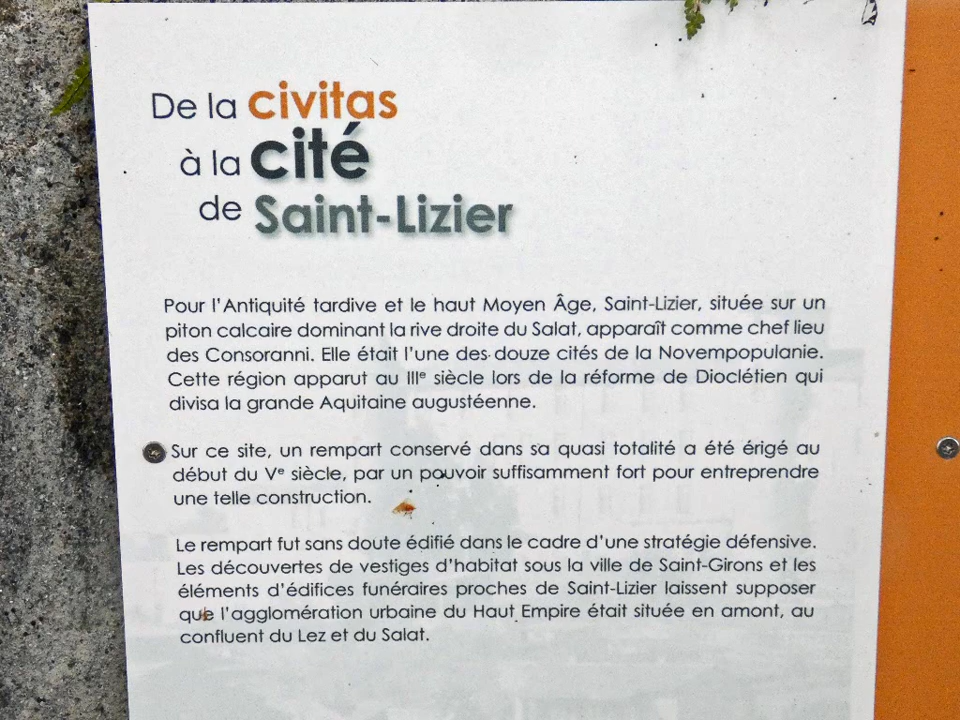 De la civitas
à la cité
de Saint-Lizier
Pour l'Antiquité tardive et le haut Moyen Âge, Saint-Lizier, située sur un
piton calcaire dominant la rive droite du Salat, apparaît comme chef lieu
des Consoranni. Elle était l'une des douze cités de la Novempopulanie.
Cette région apparut au IIIe siècle lors de la réforme de Dioclétien qui
divisa la grande Aquitaine augustéenne.
Sur ce site, un rempart conservé dans sa quasi totalité a été érigé au
début du Ve siècle, par un pouvoir suffisamment fort pour entreprendre
une telle construction.
Le rempart fut sans doute édifié dans le cadre d'une stratégie défensive.
Les découvertes de vestiges d'habitat sous la ville de Saint-Girons et les
éléments d'édifices funéraires proches de Saint-Lizier laissent supposer
que l'agglomération urbaine du Haut Empire était située en amont, au
confluent du Lez et du Salat.